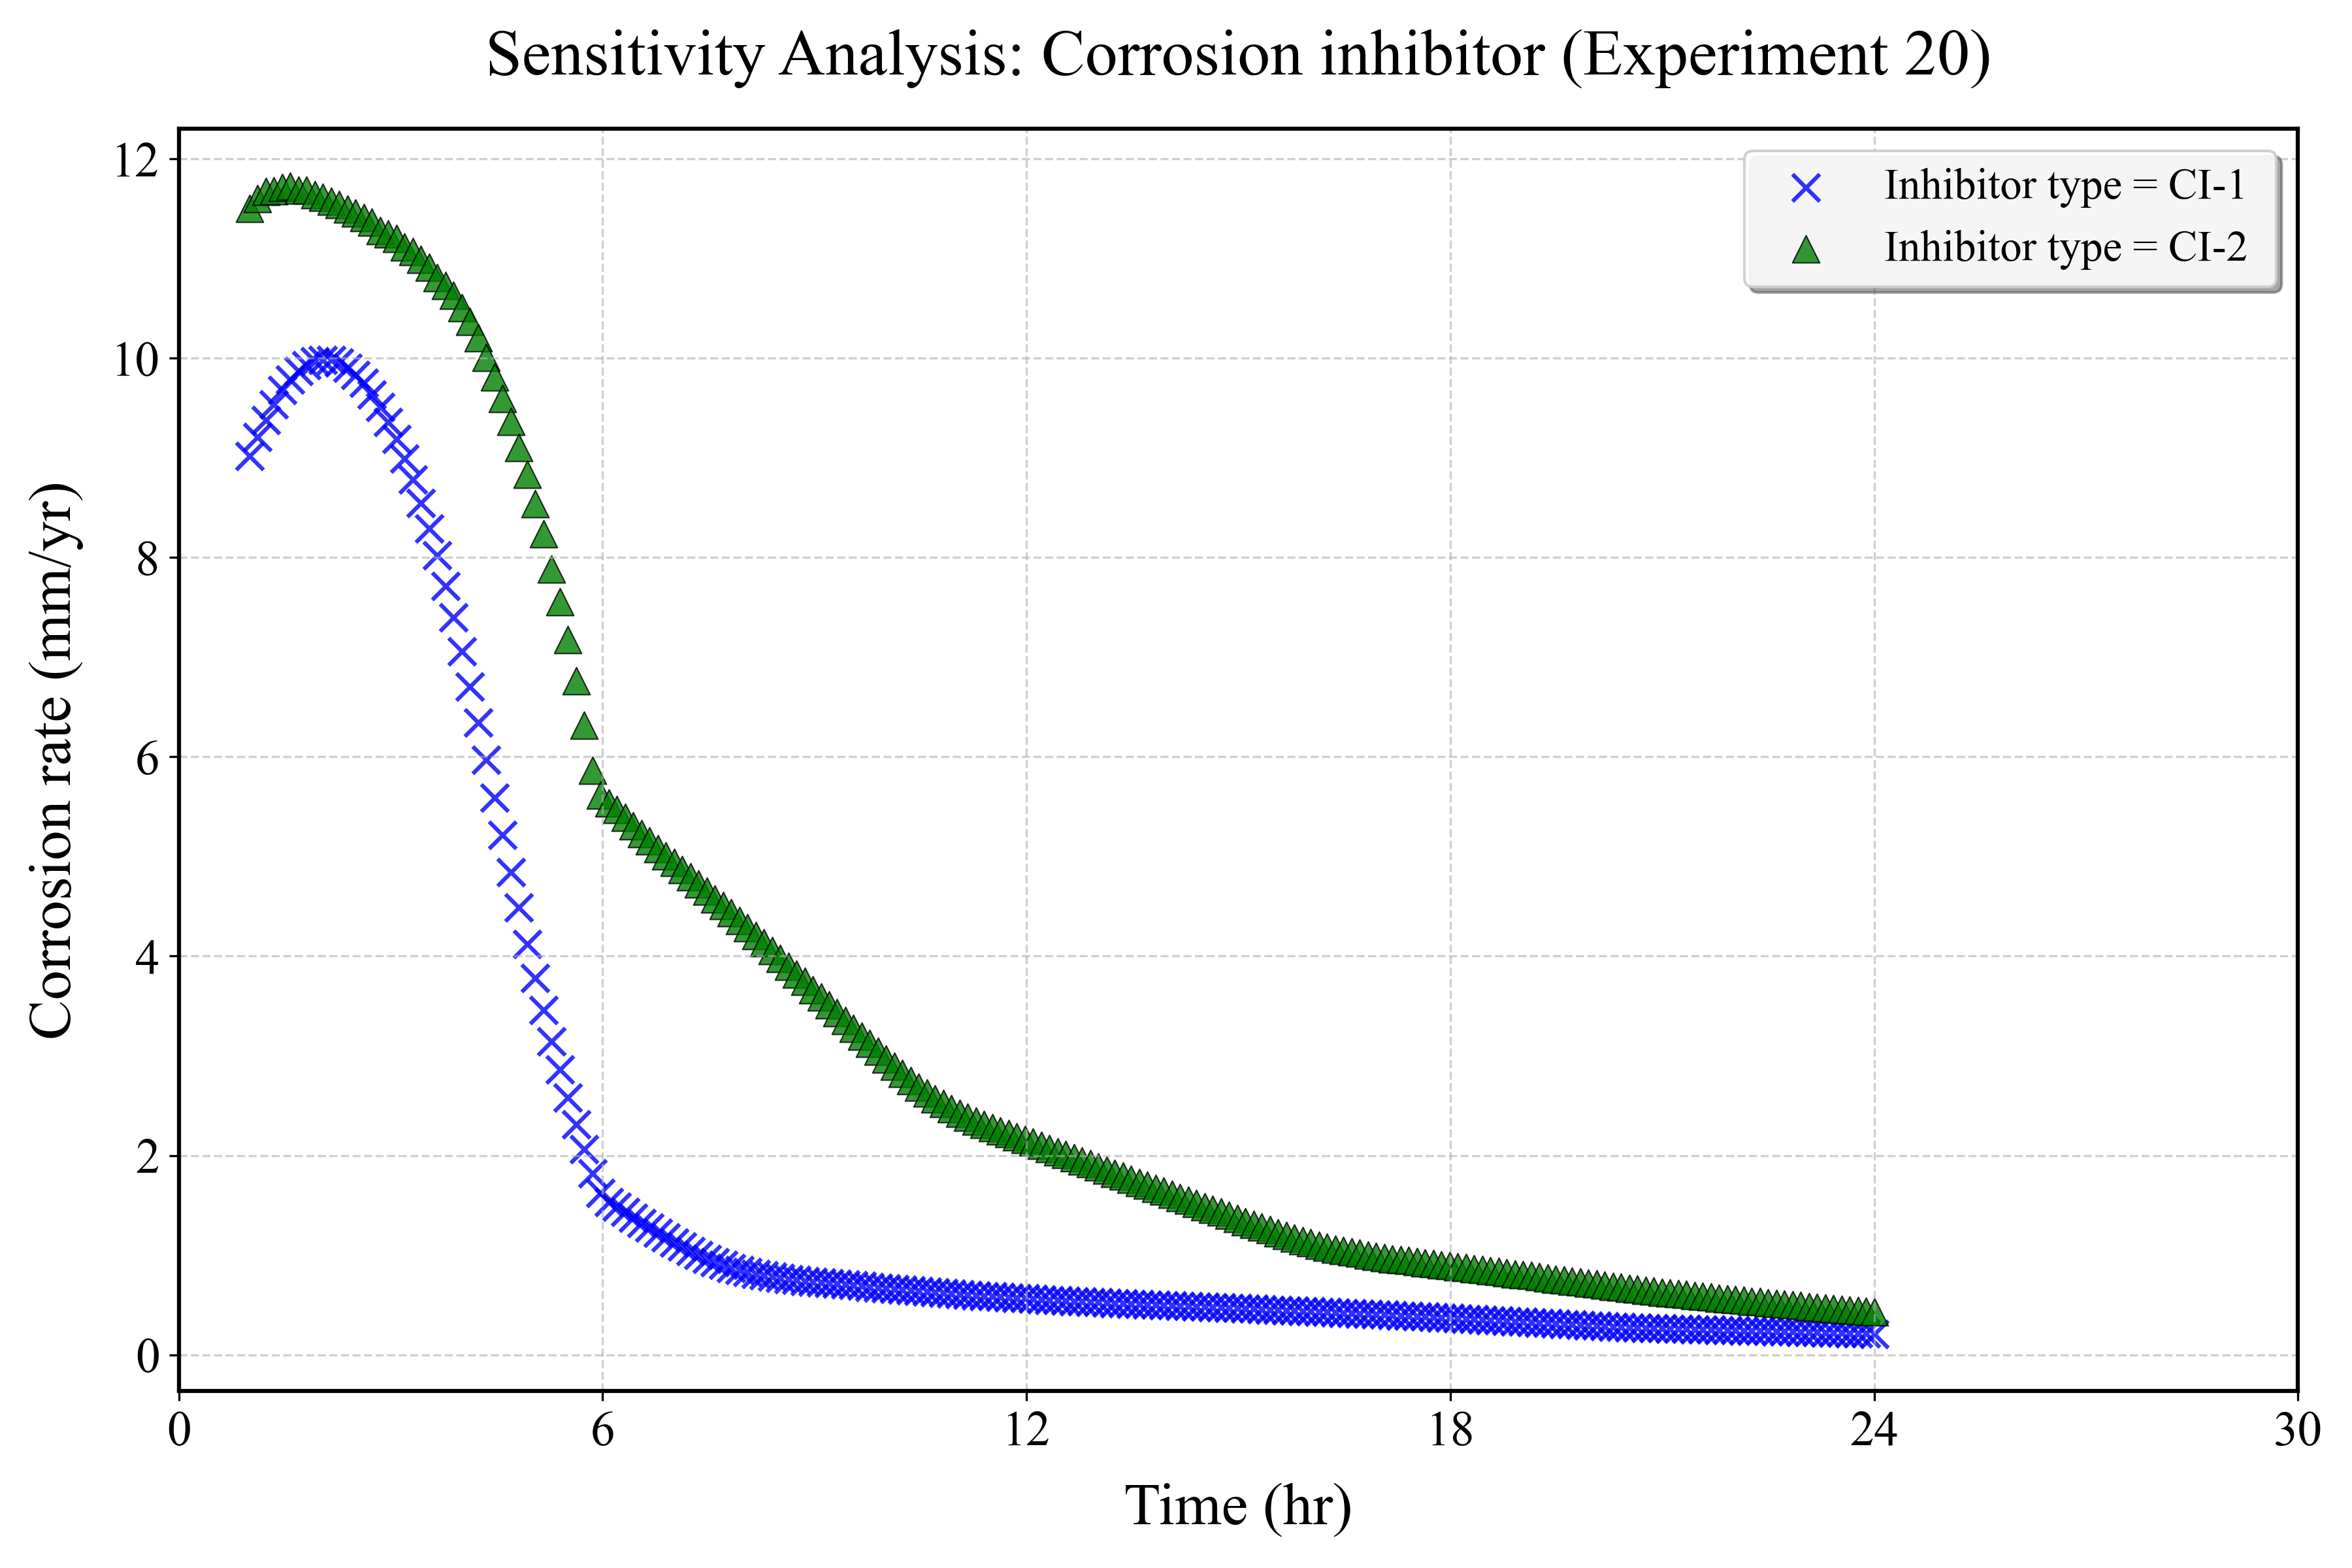 Sensitivity Analysis: Corrosion inhibitor (Experiment 20)
Inhibitor type = CI-1
Inhibitor type = CI-2
Corrosion rate (mm/yr)
12
10
8
6
4
2
0
0 6 12 18 24 30
Time (hr)